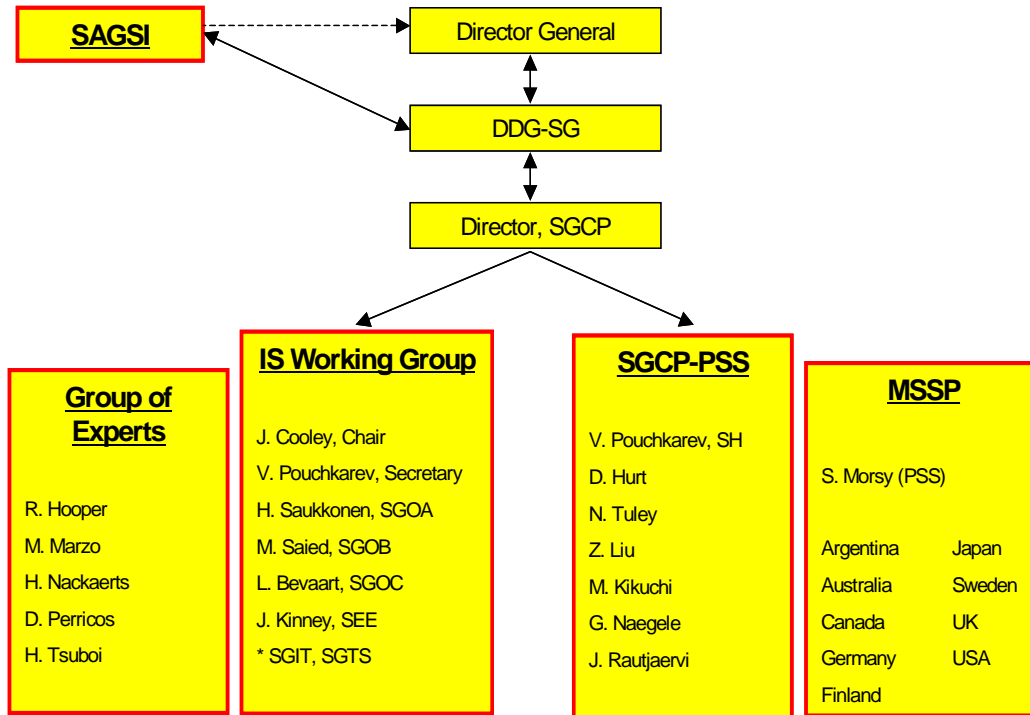 SAGSI
Director General
DDG-SG
Director, SGCP
Group of
Experts
R. Hooper
M. Marzo
H. Nackaerts
D. Perricos
H. Tsuboi
IS Working Group
J. Cooley, Chair
V. Pouchkarev, Secretary
H. Saukkonen, SGOA
M. Saied, SGOB
L. Bevaart, SGOC
J. Kinney, SEE
* SGIT, SGTS
SGCP-PSS
V. Pouchkarev, SH
D. Hurt
N. Tuley
Z. Liu
M. Kikuchi
G. Naegele
J. Rautjaervi
MSSP
S. Morsy (PSS)
Argentina Japan
Australia Sweden
Canada UK
Germany USA
Finland